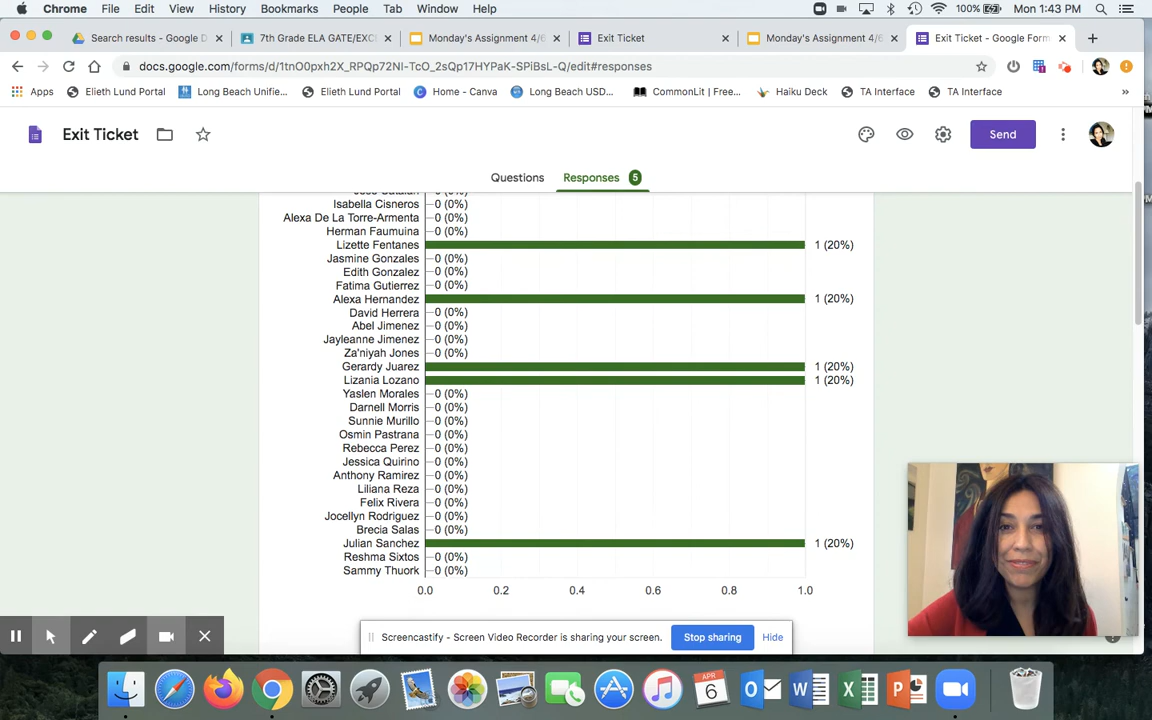 Chrome File Edit View History Bookmarks People Tab Window Help 100% Mon 1:43 PM
Search results - Google D 7th Grade ELA GATE/EXC Monday's Assignment 4/6 Exit Ticket Monday's Assignment 4/6 Exit Ticket - Google Form
docs.google.com/forms/d/1tnO0pxh2X_RPQp72NI-TcO_2sQp17HYPaK-SPiBsL-Q/edit#responses
Apps Elieth Lund Portal Long Beach Unifie... Elieth Lund Portal Home - Canva Long Beach USD... CommonLit | Free... Haiku Deck TA Interface TA Interface »
Exit Ticket Send
Questions Responses 5
Isabella Cisneros 0 (0%)
Alexa De La Torre-Armenta 0 (0%)
Herman Faumuina 0 (0%)
Lizette Fentanes 1 (20%)
Jasmine Gonzales 0 (0%)
Edith Gonzalez 0 (0%)
Fatima Gutierrez 0 (0%)
Alexa Hernandez 1 (20%)
David Herrera 0 (0%)
Abel Jimenez 0 (0%)
Jayleanne Jimenez 0 (0%)
Za'niyah Jones 0 (0%)
Gerardy Juarez 1 (20%)
Lizania Lozano 1 (20%)
Yaslen Morales 0 (0%)
Darnell Morris 0 (0%)
Sunnie Murillo 0 (0%)
Osmin Pastrana 0 (0%)
Rebecca Perez 0 (0%)
Jessica Quirino 0 (0%)
Anthony Ramirez 0 (0%)
Liliana Reza 0 (0%)
Felix Rivera 0 (0%)
Jocellyn Rodriguez 0 (0%)
Brecia Salas 0 (0%)
Julian Sanchez 1 (20%)
Reshma Sixtos 0 (0%)
Sammy Thuork 0 (0%)
0.0 0.2 0.4 0.6 0.8 1.0
Screencastify - Screen Video Recorder is sharing your screen. Stop sharing Hide
APR
6